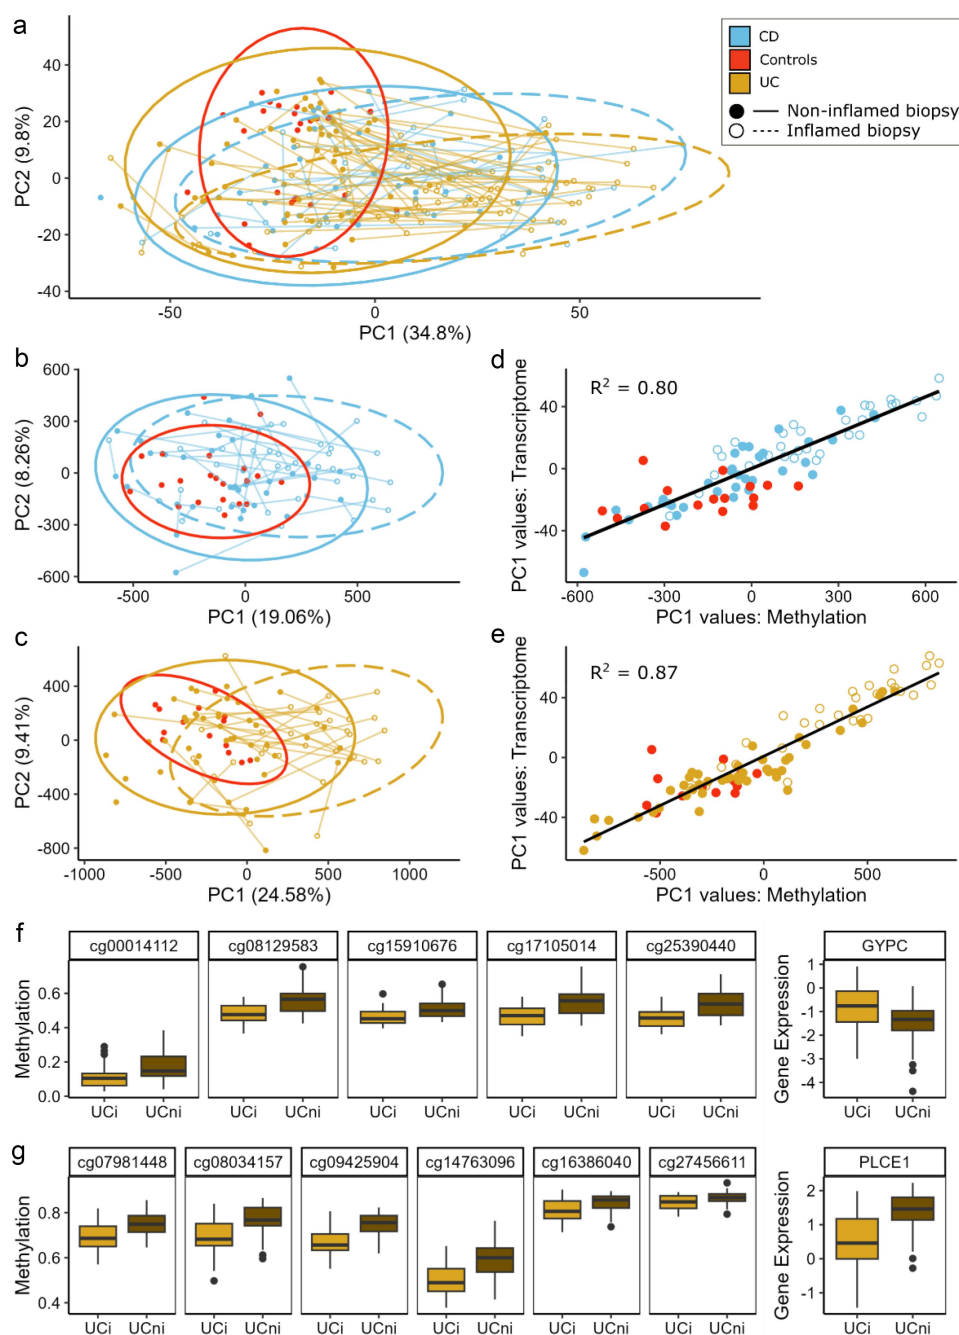 a
CD
Controls
UC
Non-inflamed biopsy
Inflamed biopsy
PC2 (9.8%)
40
20
0
-20
-40
-50
0
50
PC1 (34.8%)
b
PC2 (8.26%)
600
300
0
-300
-600
-500
0
500
PC1 (19.06%)
d
PC1 values: Transcriptome
R² = 0.80
40
0
-40
-600
-300
0
300
600
PC1 values: Methylation
c
PC2 (9.41%)
400
0
-400
-800
-1000
-500
0
500
1000
PC1 (24.58%)
e
PC1 values: Transcriptome
R² = 0.87
40
0
-40
-500
0
500
PC1 values: Methylation
f
cg00014112
cg08129583
cg15910676
cg17105014
cg25390440
GYPC
Methylation
0.6
0.4
0.2
0.0
UCi UCni
UCi UCni
UCi UCni
UCi UCni
UCi UCni
Gene Expression
1
0
-1
-2
-3
-4
UCi UCni
g
cg07981448
cg08034157
cg09425904
cg14763096
cg16386040
cg27456611
PLCE1
Methylation
0.8
0.6
0.4
UCi UCni
UCi UCni
UCi UCni
UCi UCni
UCi UCni
UCi UCni
Gene Expression
2
1
0
-1
UCi UCni